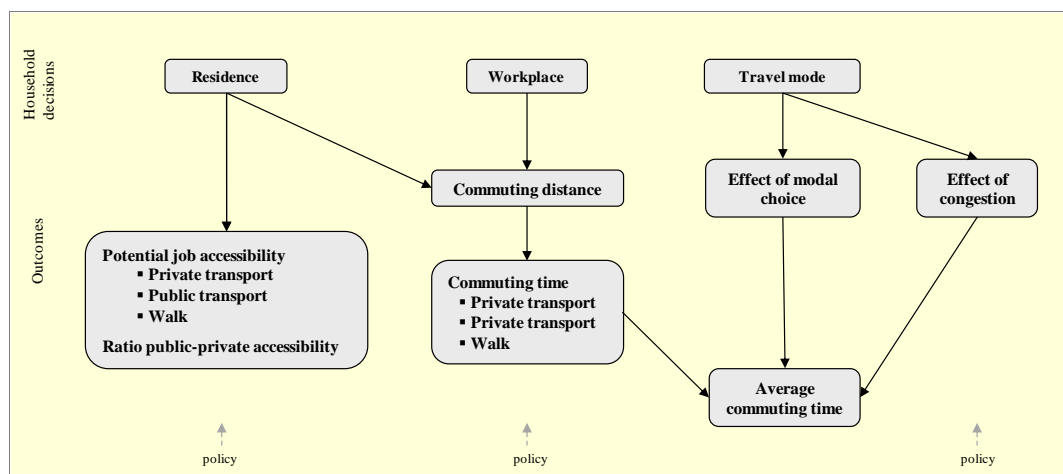 Household
decisions
Residence
Workplace
Travel mode
Outcomes
Commuting distance
Effect of modal
choice
Effect of
congestion
Potential job accessibility
▪ Private transport
▪ Public transport
▪ Walk
Ratio public-private accessibility
Commuting time
▪ Private transport
▪ Private transport
▪ Walk
Average
commuting time
policy
policy
policy